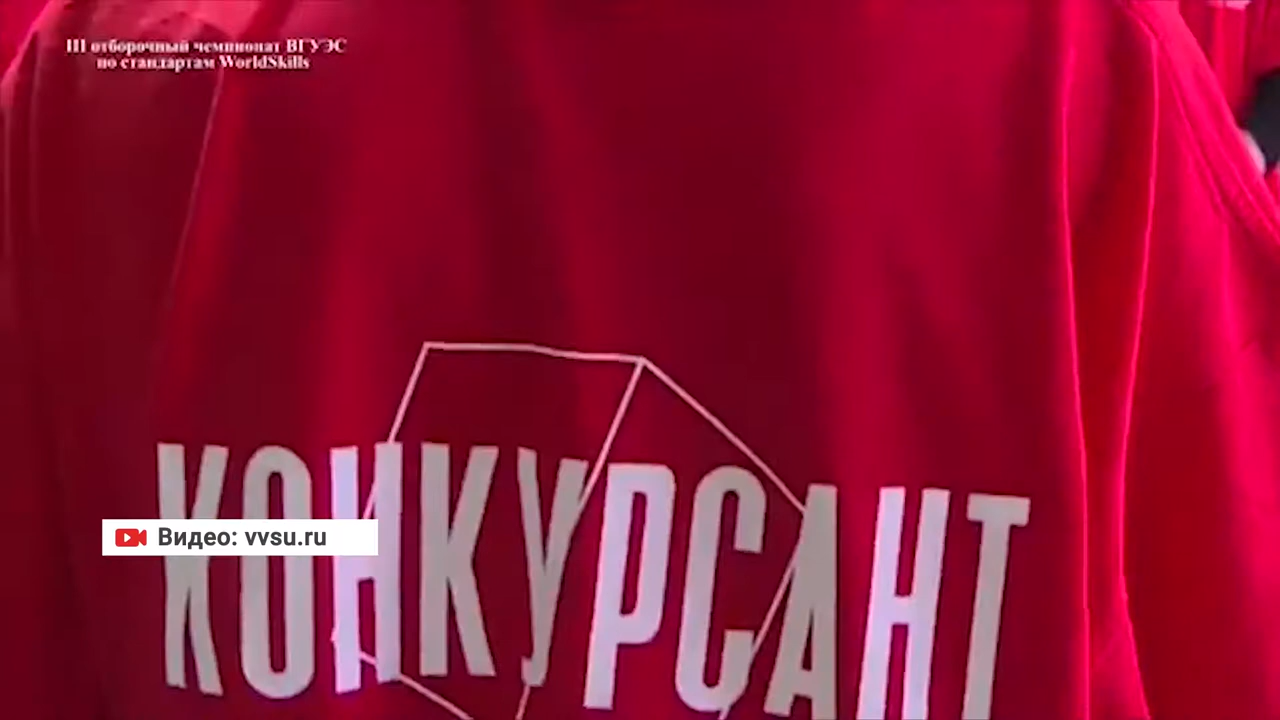 III отборочный чемпионат ВГУЭС
по стандартам WorldSkills
КОНКУРСАНТ
Видео: vvsu.ru